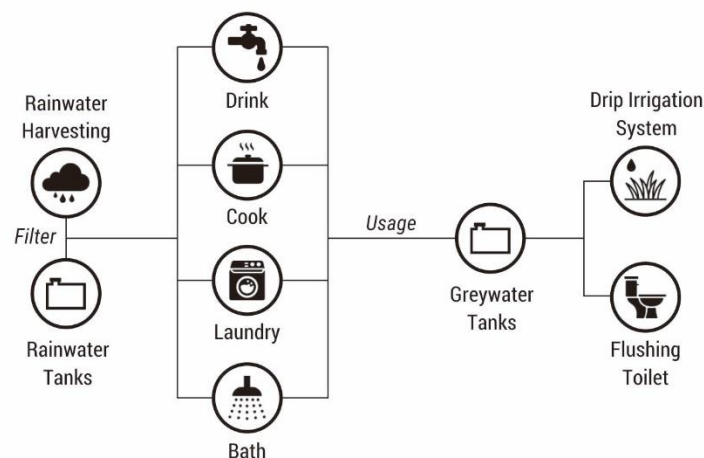 Rainwater
Harvesting
Filter
Rainwater
Tanks
Drink
Cook
Laundry
Bath
Usage
Greywater
Tanks
Drip Irrigation
System
Flushing
Toilet